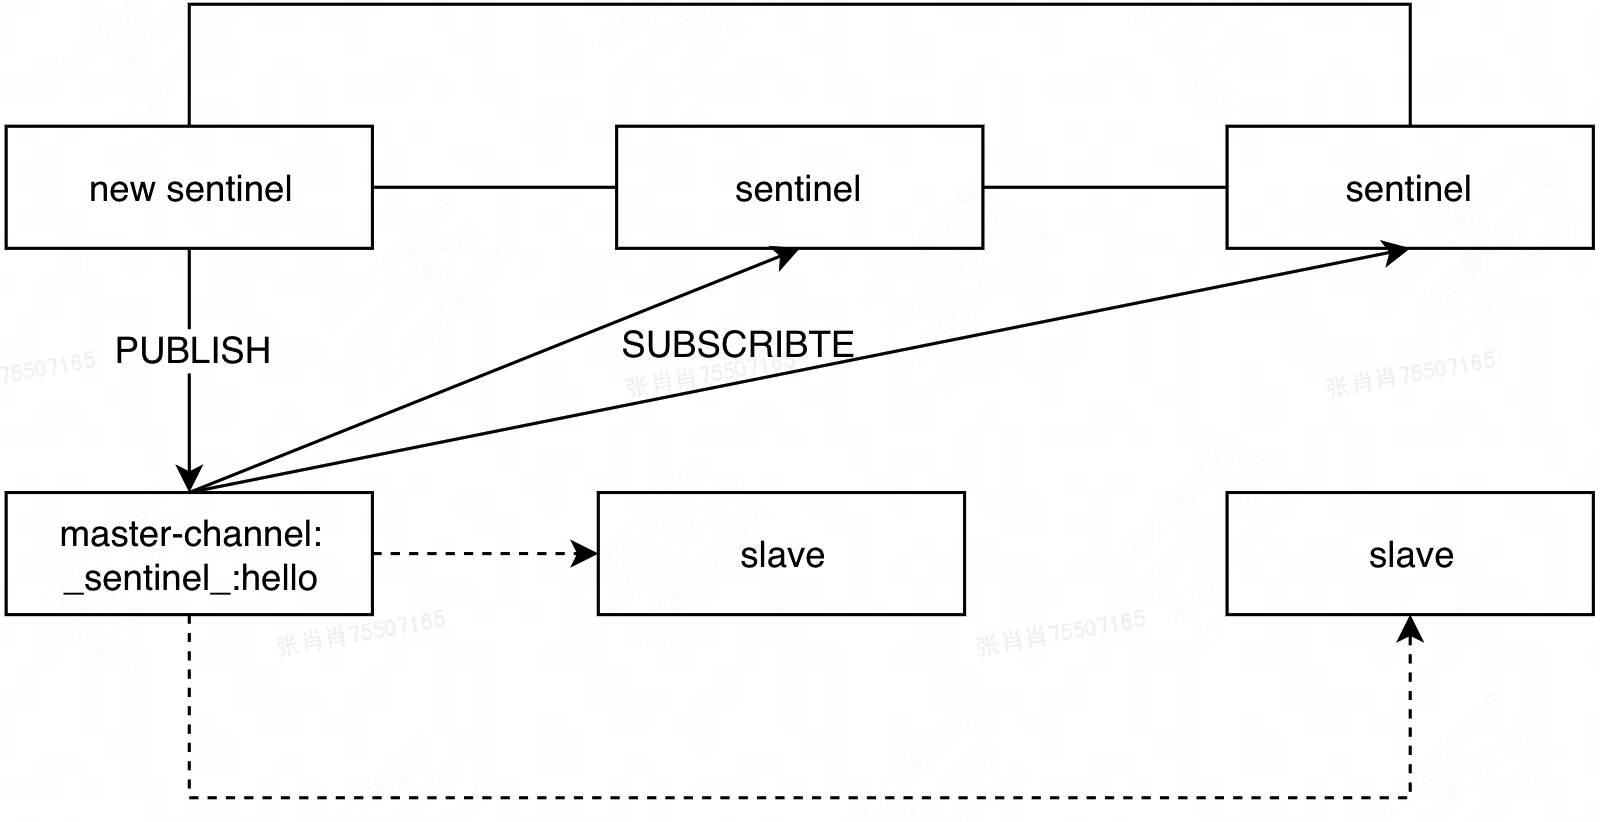 new sentinel
sentinel
sentinel
PUBLISH
SUBSCRIBTE
张肖肖75507165
张肖肖75507165
75507165
master-channel:
_sentinel_:hello
slave
slave
张肖肖75507165
张肖肖75507165